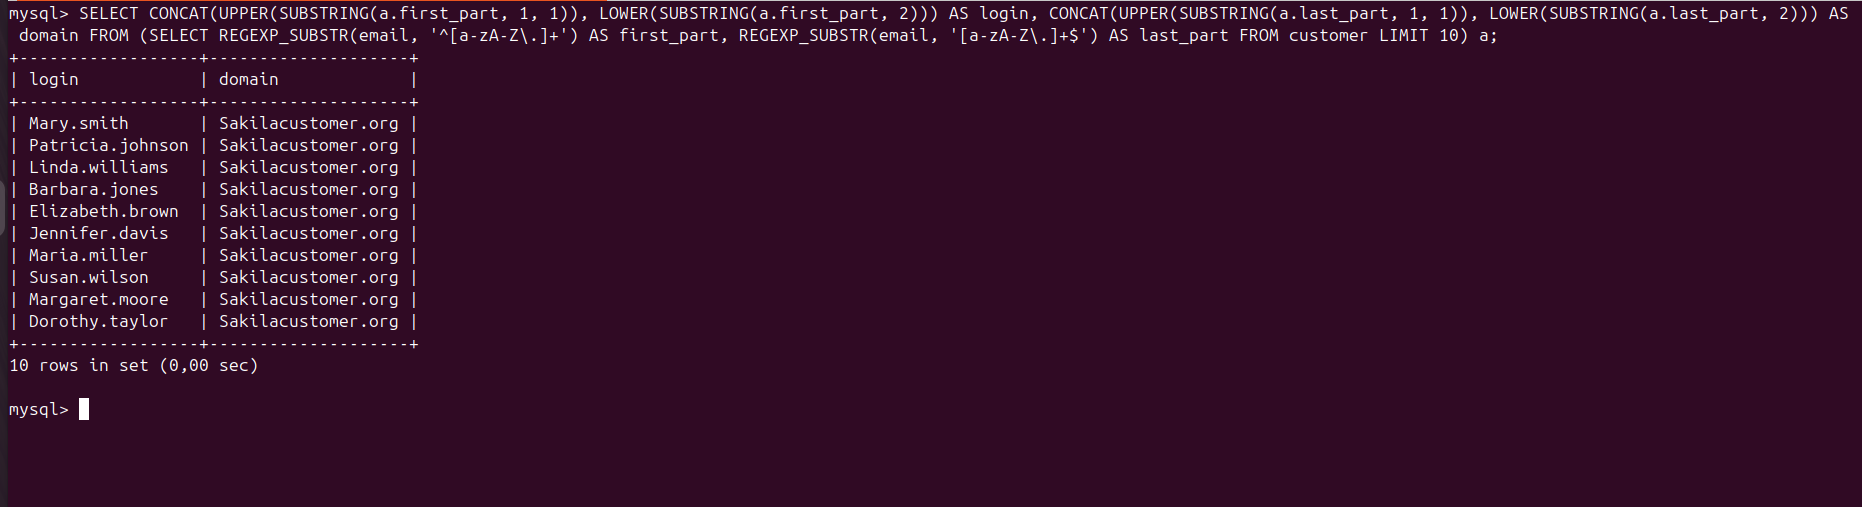 mysql> SELECT CONCAT(UPPER(SUBSTRING(a.first_part, 1, 1)), LOWER(SUBSTRING(a.first_part, 2))) AS login, CONCAT(UPPER(SUBSTRING(a.last_part, 1, 1)), LOWER(SUBSTRING(a.last_part, 2))) AS
 domain FROM (SELECT REGEXP_SUBSTR(email, '^[a-zA-Z\.]+') AS first_part, REGEXP_SUBSTR(email, '[a-zA-Z\.]+$') AS last_part FROM customer LIMIT 10) a;
+------------------+--------------------+
| login            | domain             |
+------------------+--------------------+
| Mary.smith       | Sakilacustomer.org |
| Patricia.johnson | Sakilacustomer.org |
| Linda.williams   | Sakilacustomer.org |
| Barbara.jones    | Sakilacustomer.org |
| Elizabeth.brown  | Sakilacustomer.org |
| Jennifer.davis   | Sakilacustomer.org |
| Maria.miller     | Sakilacustomer.org |
| Susan.wilson     | Sakilacustomer.org |
| Margaret.moore   | Sakilacustomer.org |
| Dorothy.taylor   | Sakilacustomer.org |
+------------------+--------------------+
10 rows in set (0,00 sec)

mysql>